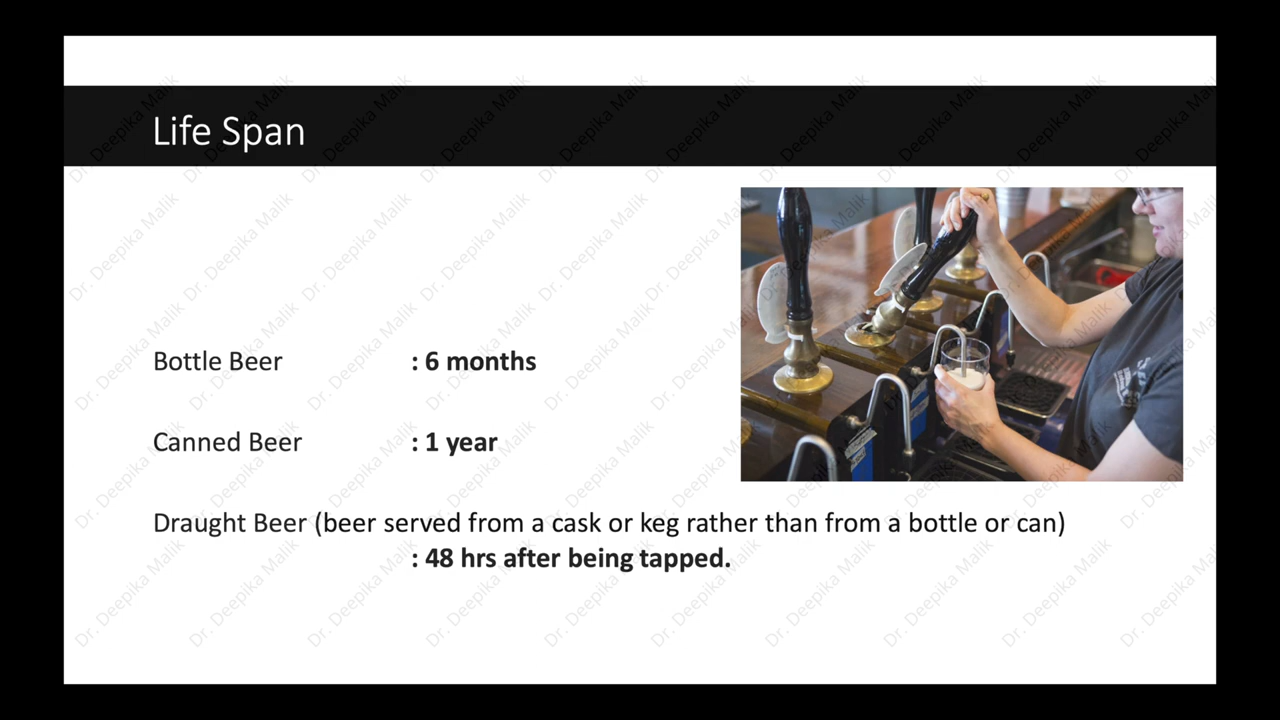 Life Span
Bottle Beer : 6 months
Canned Beer : 1 year
Draught Beer (beer served from a cask or keg rather than from a bottle or can)
: 48 hrs after being tapped.
Dr. Deepika Malik